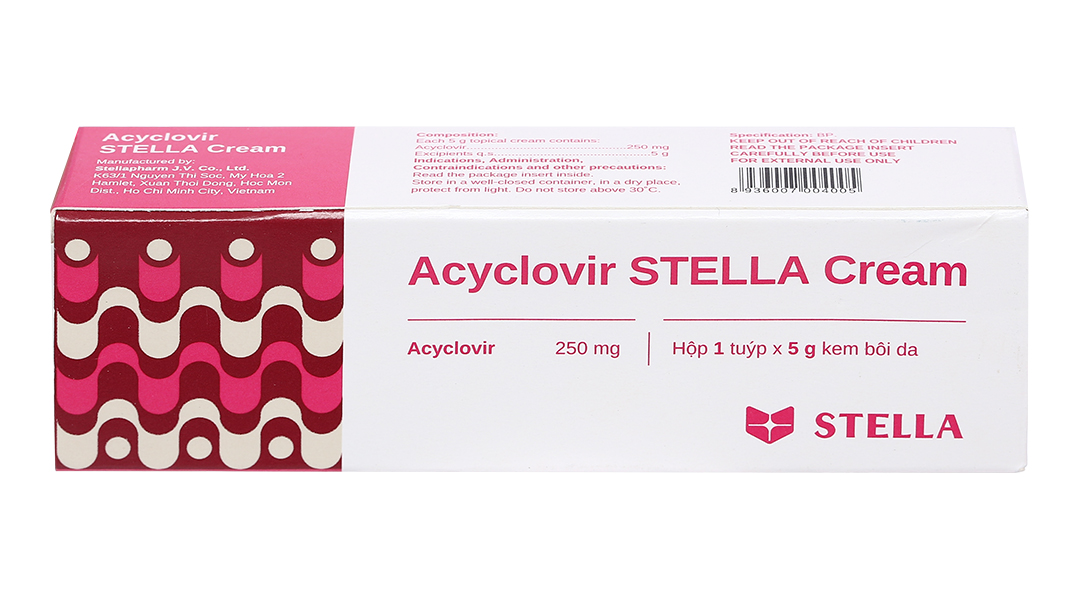 Acyclovir
STELLA Cream
Manufactured by:
Stellapharm J.V. Co., Ltd.
K63/1 Nguyen Thi Soc, My Hoa 2
Hamlet, Xuan Thoi Dong, Hoc Mon
Dist., Ho Chi Minh City, Vietnam
Composition:
Each 5 g topical cream contains:
Acyclovir............................................250 mg
Excipients q.s............................................5 g
Indications, Administration,
Contraindications and other precautions:
Read the package insert inside.
Store in a well-closed container, in a dry place,
protect from light. Do not store above 30°C.
Specification: BP.
KEEP OUT OF REACH OF CHILDREN
READ THE PACKAGE INSERT
CAREFULLY BEFORE USE
FOR EXTERNAL USE ONLY
8 936007 004005
Acyclovir STELLA Cream
Acyclovir 250 mg
Hộp 1 tuýp x 5 g kem bôi da
STELLA